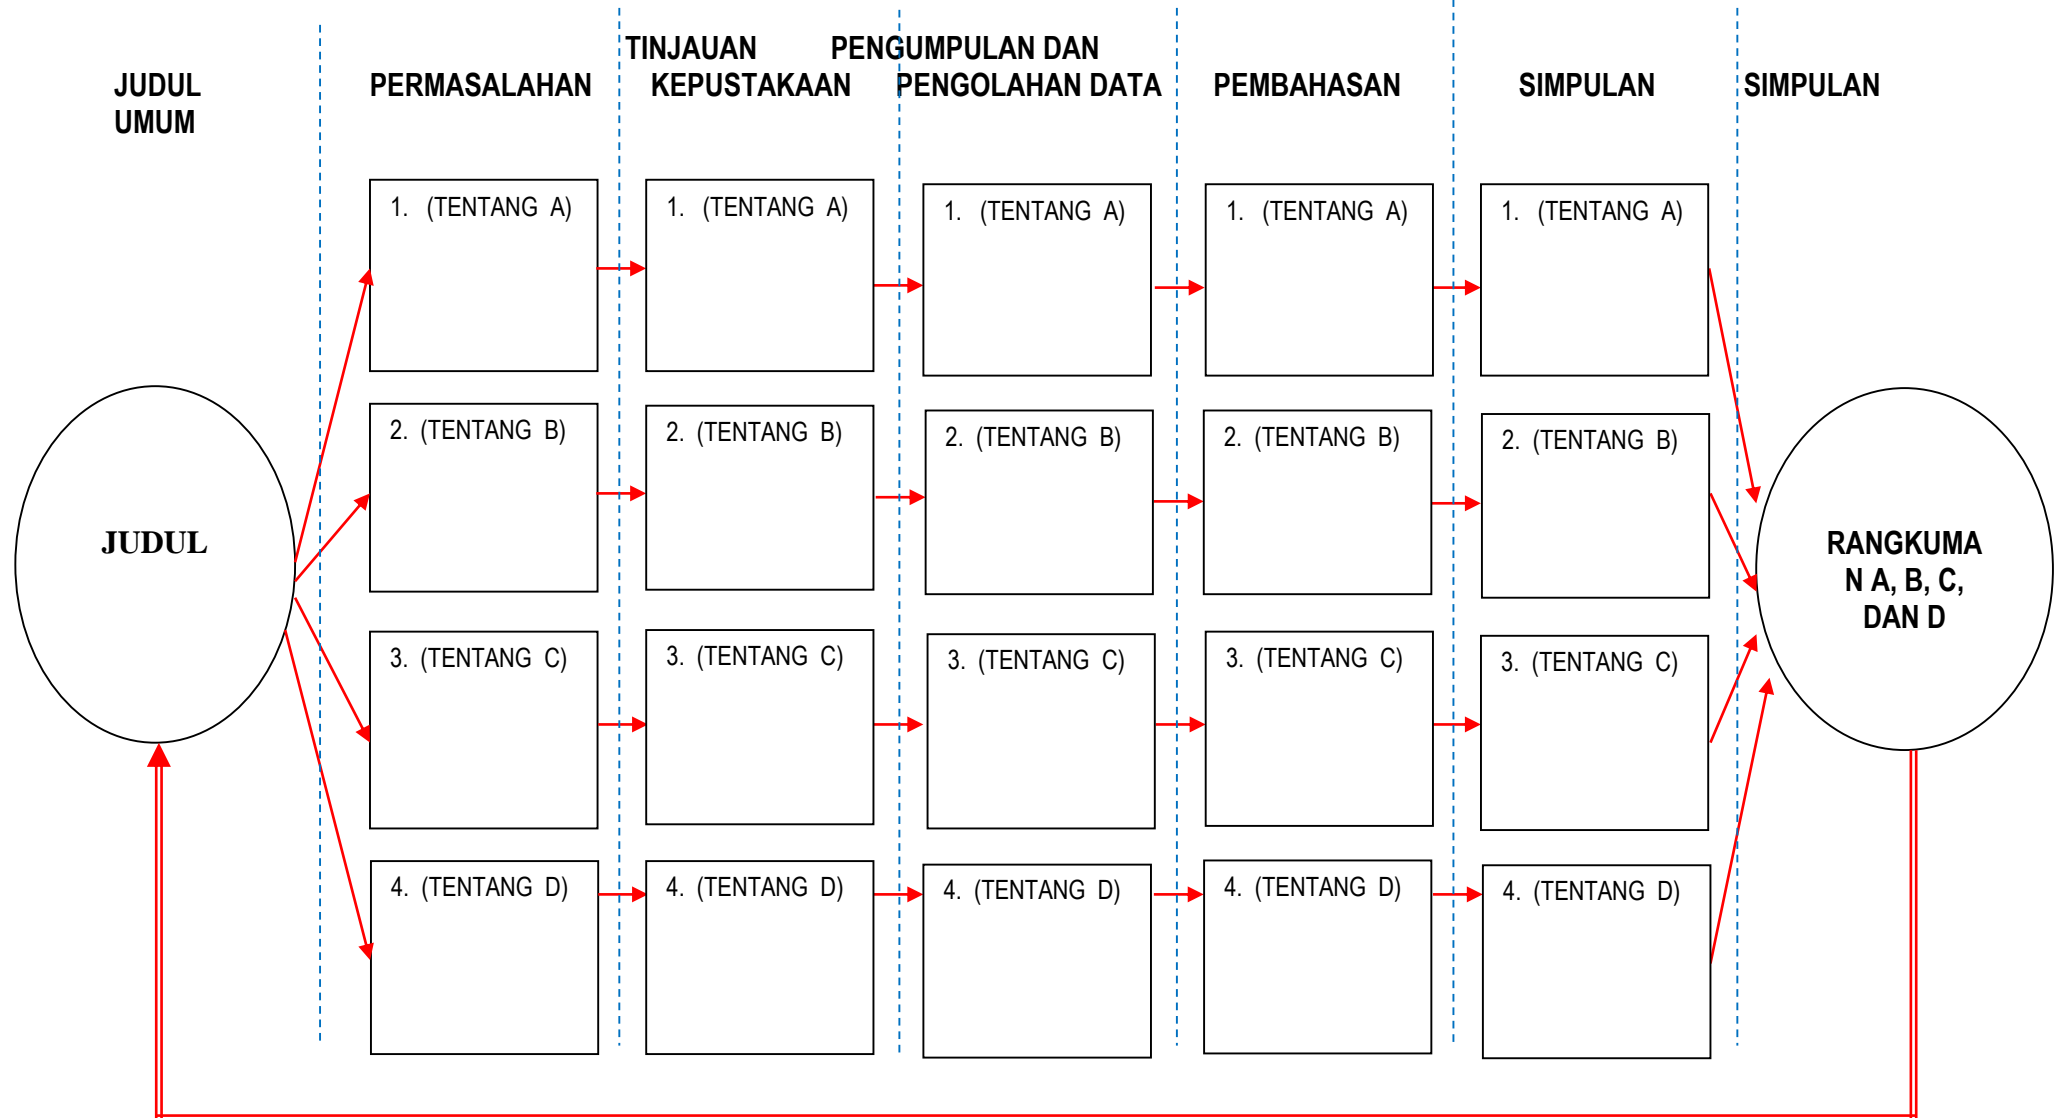 TINJAUAN PENGUMPULAN DAN
JUDUL PERMASALAHAN KEPUSTAKAAN PENGOLAHAN DATA PEMBAHASAN SIMPULAN SIMPULAN
UMUM
1. (TENTANG A)
1. (TENTANG A)
1. (TENTANG A)
1. (TENTANG A)
1. (TENTANG A)
2. (TENTANG B)
2. (TENTANG B)
2. (TENTANG B)
2. (TENTANG B)
2. (TENTANG B)
JUDUL
RANGKUMA
N A, B, C,
DAN D
3. (TENTANG C)
3. (TENTANG C)
3. (TENTANG C)
3. (TENTANG C)
3. (TENTANG C)
4. (TENTANG D)
4. (TENTANG D)
4. (TENTANG D)
4. (TENTANG D)
4. (TENTANG D)